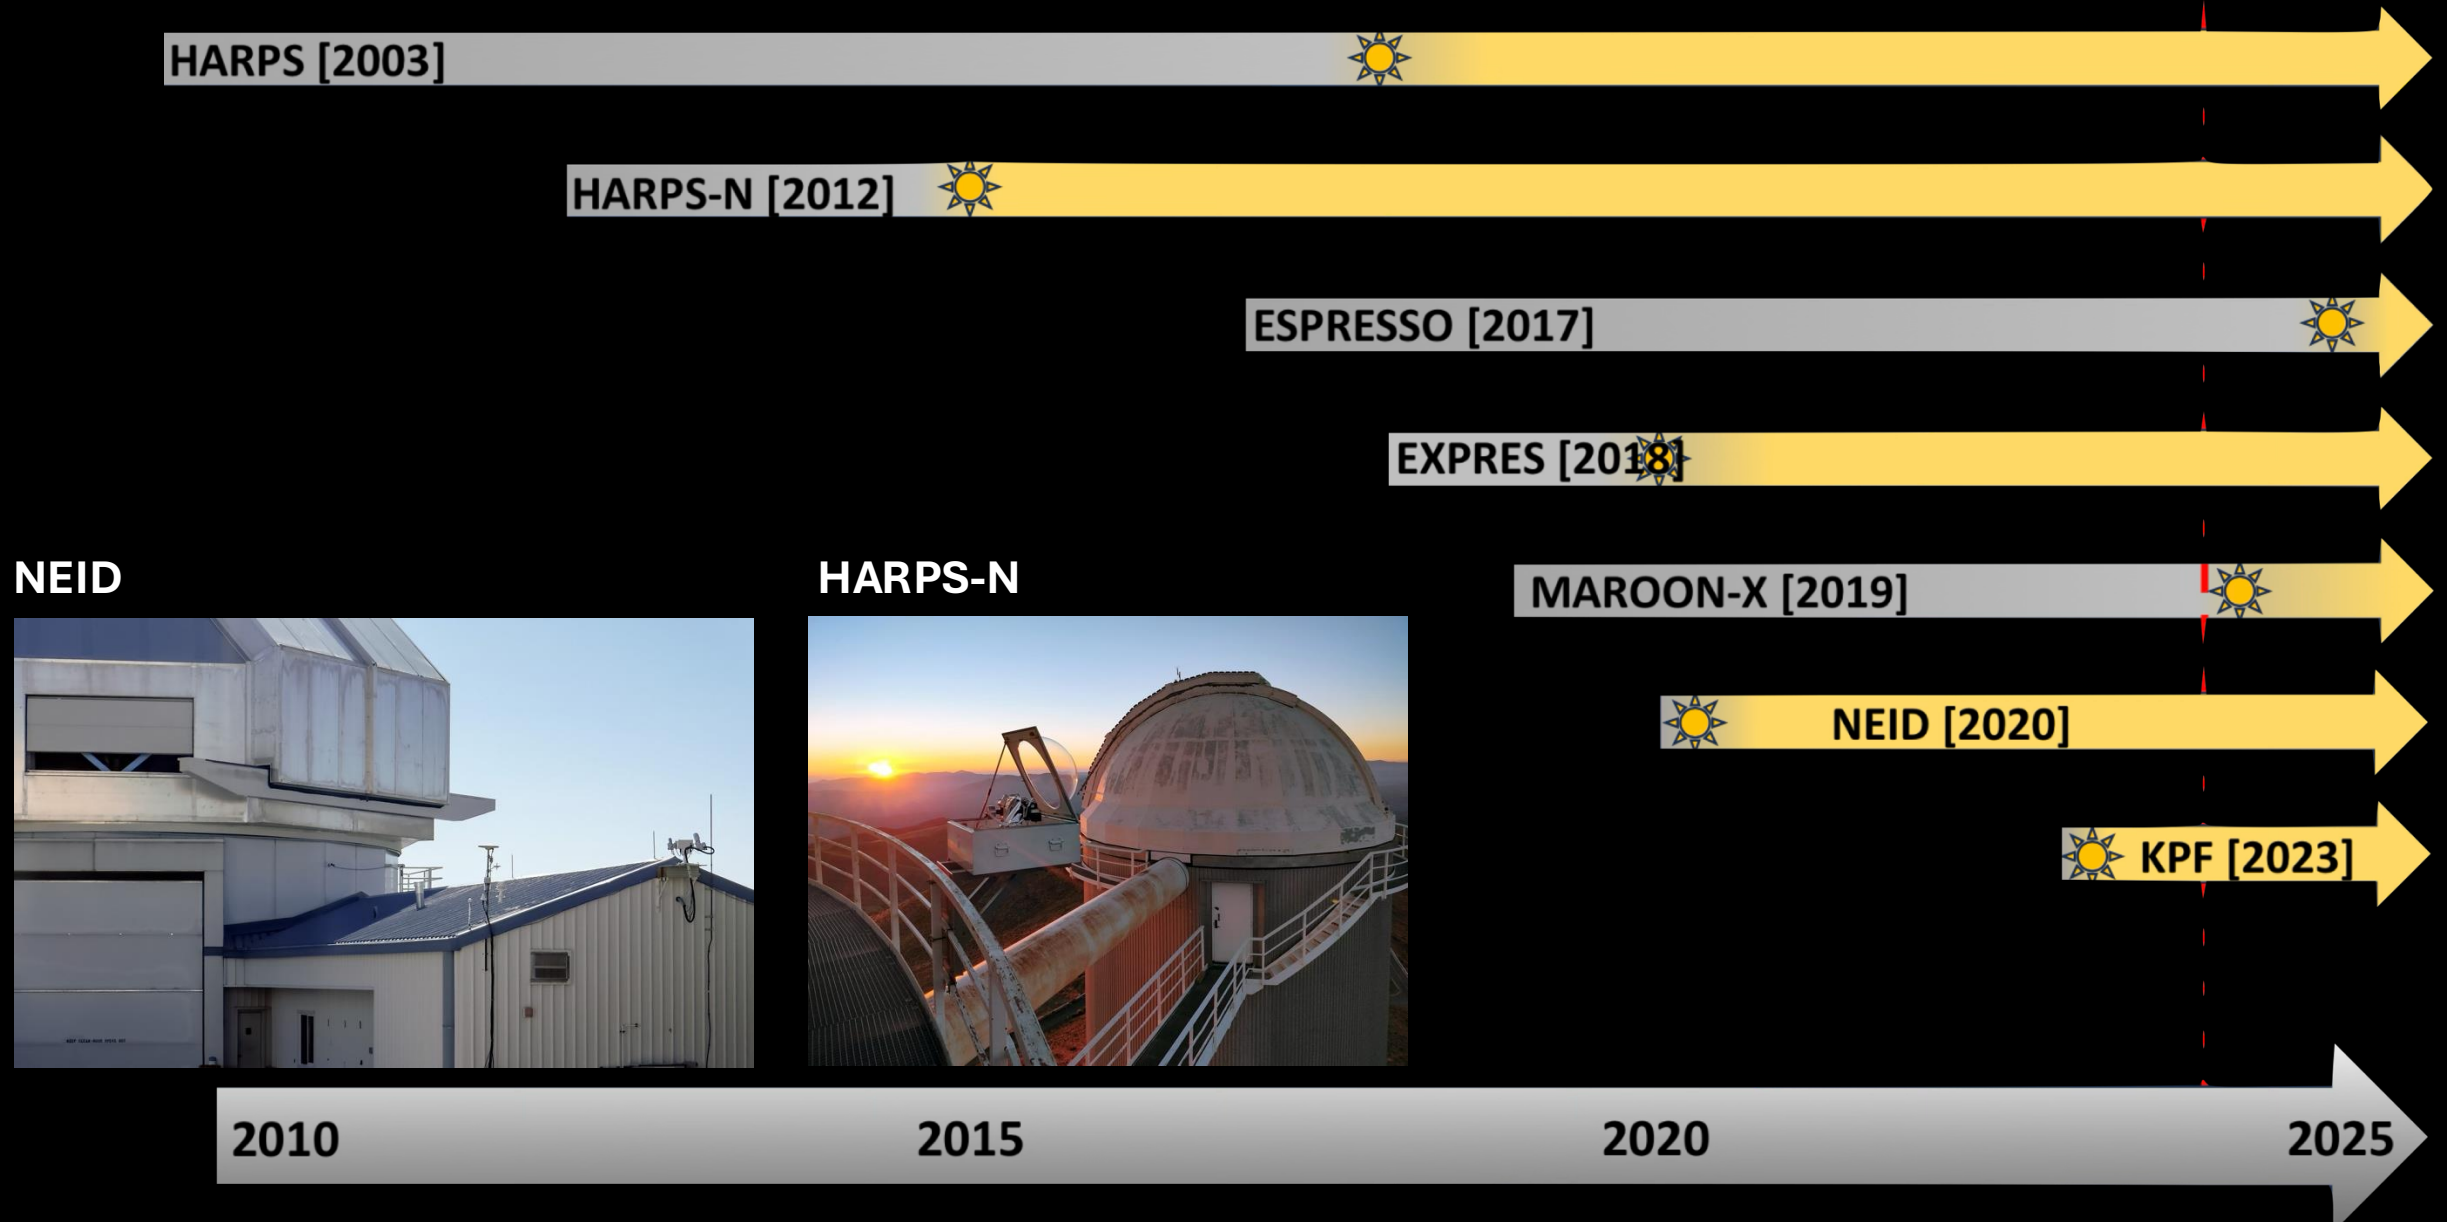 HARPS [2003]
HARPS-N [2012]
ESPRESSO [2017]
EXPRES [2018]
MAROON-X [2019]
NEID
HARPS-N
NEID [2020]
KPF [2023]
2010
2015
2020
2025